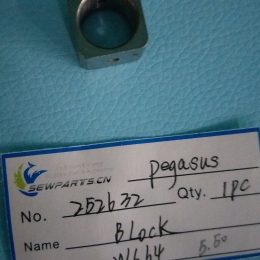 pegasus
SEWPARTS.CN
No. 252632 Qty. 1PC
Name Block
W664 5.50